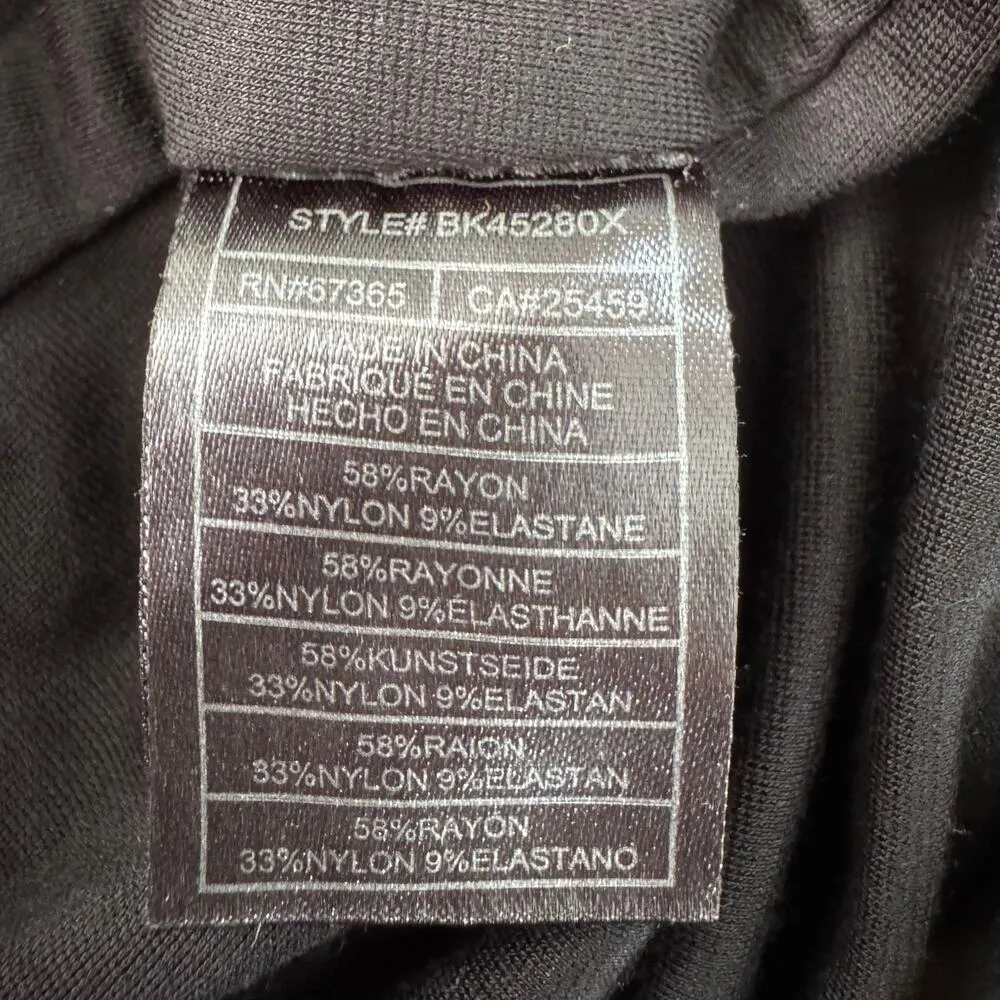 STYLE# BK45280X
RN#67365 CA#25459
MADE IN CHINA
FABRIQUÉ EN CHINE
HECHO EN CHINA
58%RAYON
33%NYLON 9%ELASTANE
58%RAYONNE
33%NYLON 9%ÉLASTHANNE
58%KUNSTSEIDE
33%NYLON 9%ELASTAN
58%RAION
33%NYLON 9%ELASTAN
58%RAYÓN
33%NYLON 9%ELASTANO